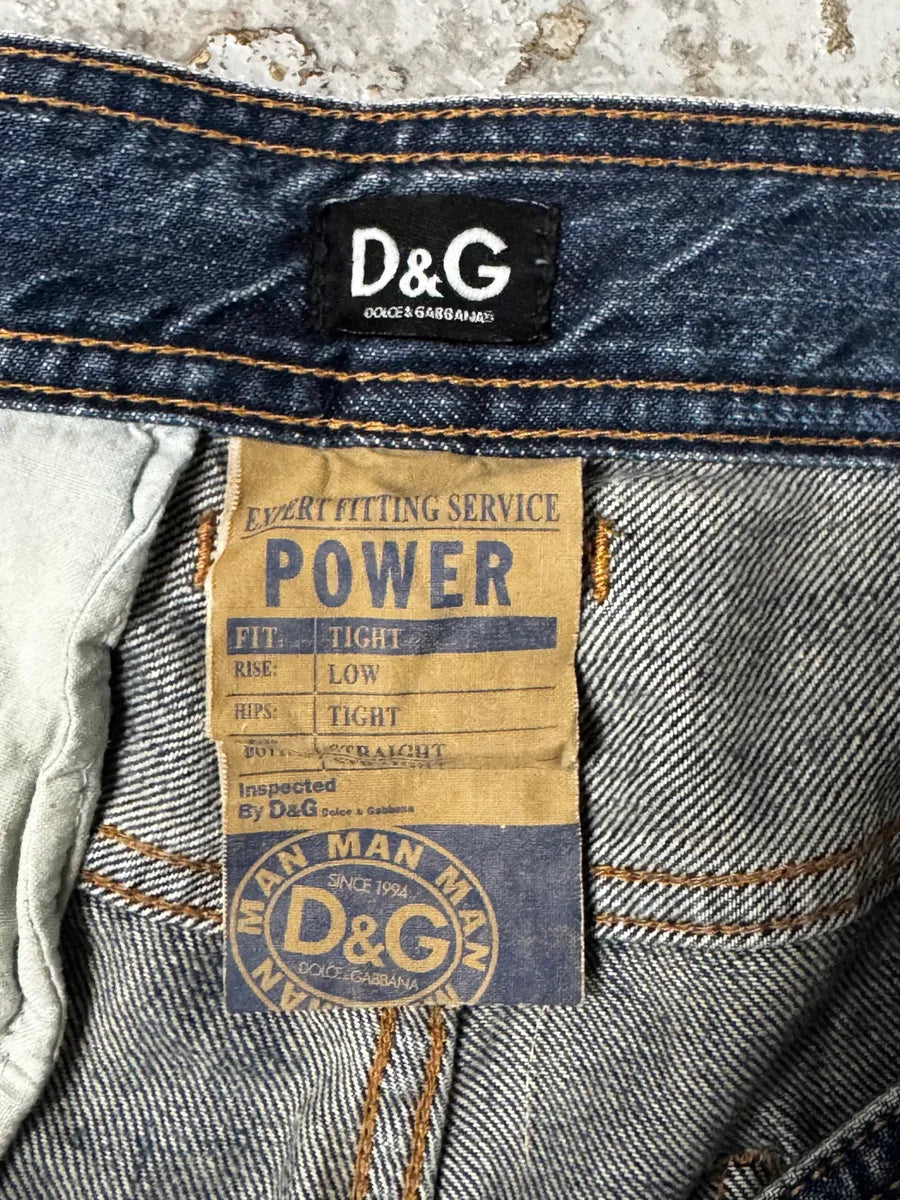 D&G
DOLCE & GABBANA
EXPERT FITTING SERVICE
POWER
FIT: TIGHT
RISE: LOW
HIPS: TIGHT
STRAIGHT
Inspected
By D&G Dolce & Gabbana
MAN MAN MAN
SINCE 1994
D&G
DOLCE & GABBANA
MAN